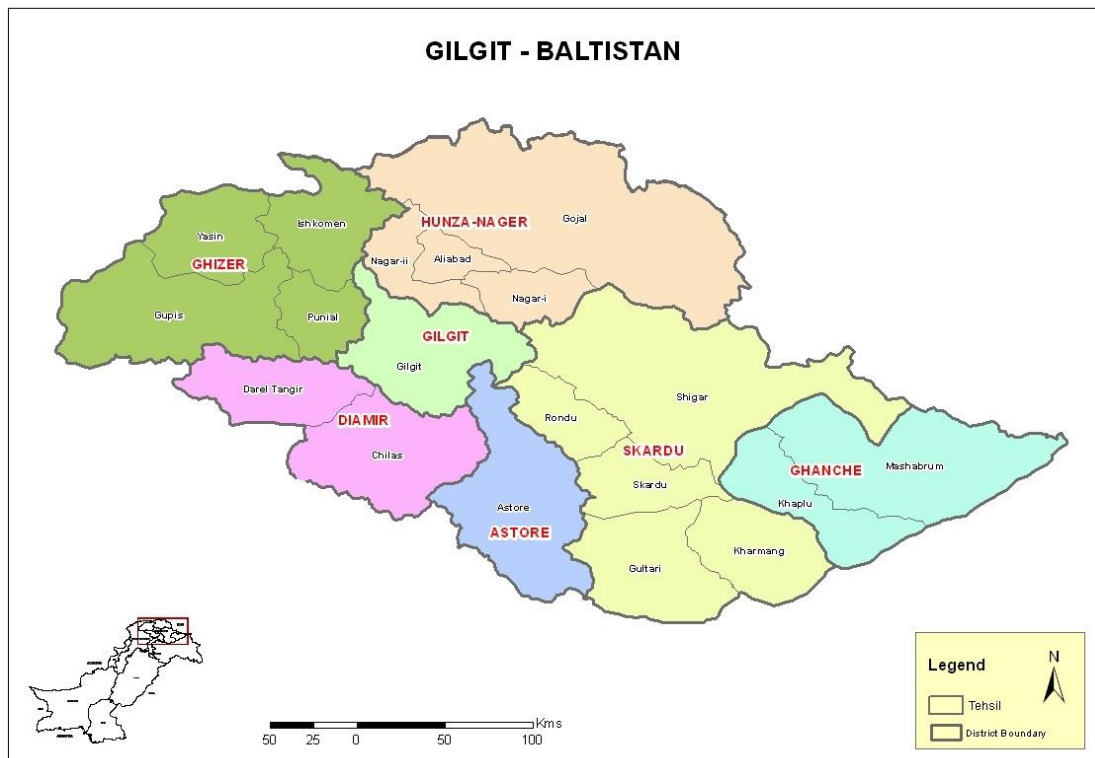 GILGIT - BALTISTAN
Ishkomen
Yasin
HUNZA-NAGER
Gojal
GHIZER
Nagar-ii
Aliabad
Nagar-i
Gupis
Punial
GILGIT
Gilgit
Darel Tangir
Shigar
Rondu
DIAMIR
Chilas
SKARDU
GHANCHE
Mashabrum
Skardu
Khaplu
Astore
ASTORE
Kharmang
Gultari
Legend
N
Tehsil
District Boundary
Kms
50 25 0 50 100